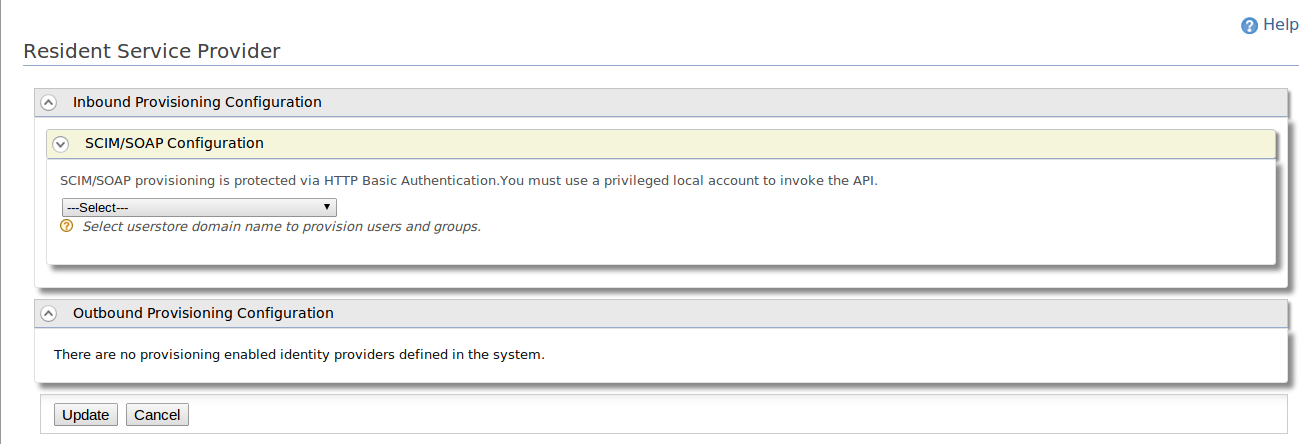 Help
Resident Service Provider
Inbound Provisioning Configuration
SCIM/SOAP Configuration
SCIM/SOAP provisioning is protected via HTTP Basic Authentication.You must use a privileged local account to invoke the API.
---Select---
Select userstore domain name to provision users and groups.
Outbound Provisioning Configuration
There are no provisioning enabled identity providers defined in the system.
Update Cancel